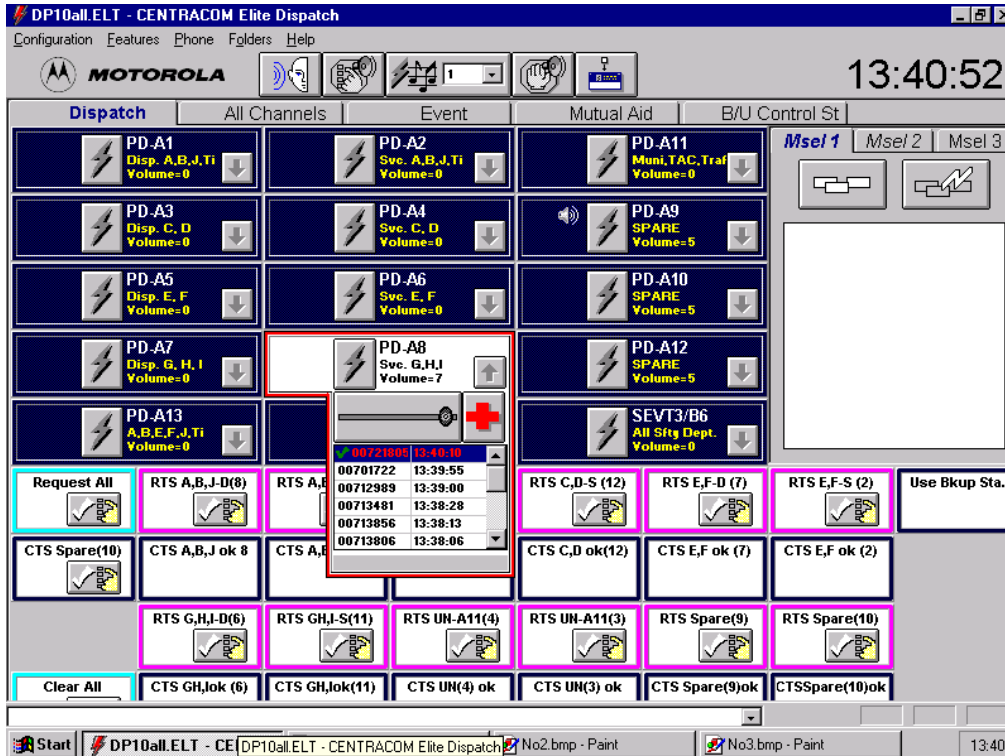 DP10all.ELT - CENTRACOM Elite Dispatch
Configuration Features Phone Folders Help
MOTOROLA
1
13:40:52
Dispatch All Channels Event Mutual Aid B/U Control St
PD-A1
Disp. A,B,J,Ti
Volume=0
PD-A2
Svc. A,B,J,Ti
Volume=0
PD-A11
Muni,TAC,Traf
Volume=0
Msel 1 Msel 2 Msel 3
PD-A3
Disp. C, D
Volume=0
PD-A4
Svc. C, D
Volume=0
PD-A9
SPARE
Volume=5
PD-A5
Disp. E, F
Volume=0
PD-A6
Svc. E, F
Volume=0
PD-A10
SPARE
Volume=5
PD-A7
Disp. G, H, I
Volume=0
PD-A8
Svc. G,H,I
Volume=7
PD-A12
SPARE
Volume=5
PD-A13
A,B,E,F,J,Ti
Volume=0
SEVT3/B6
All Sfty Dept.
Volume=0
00721805 13:40:10
00701722 13:39:55
00712989 13:39:00
00713481 13:38:28
00713856 13:38:13
00713806 13:38:06
Request All
RTS A,B,J-D(8)
RTS C,D-S (12)
RTS E,F-D (7)
RTS E,F-S (2)
Use Bkup Sta.
CTS Spare(10)
CTS A,B,J ok 8
CTS C,D ok(12)
CTS E,F ok (7)
CTS E,F ok (2)
RTS G,H,I-D(6)
RTS GH,I-S(11)
RTS UN-A11(4)
RTS UN-A11(3)
RTS Spare(9)
RTS Spare(10)
Clear All
CTS GH,Iok (6)
CTS GH,Iok(11)
CTS UN(4) ok
CTS UN(3) ok
CTS Spare(9)ok
CTSSpare(10)ok
Start
DP10all.ELT - CE
DP10all.ELT - CENTRACOM Elite Dispatch
No2.bmp - Paint
No3.bmp - Paint
13:40